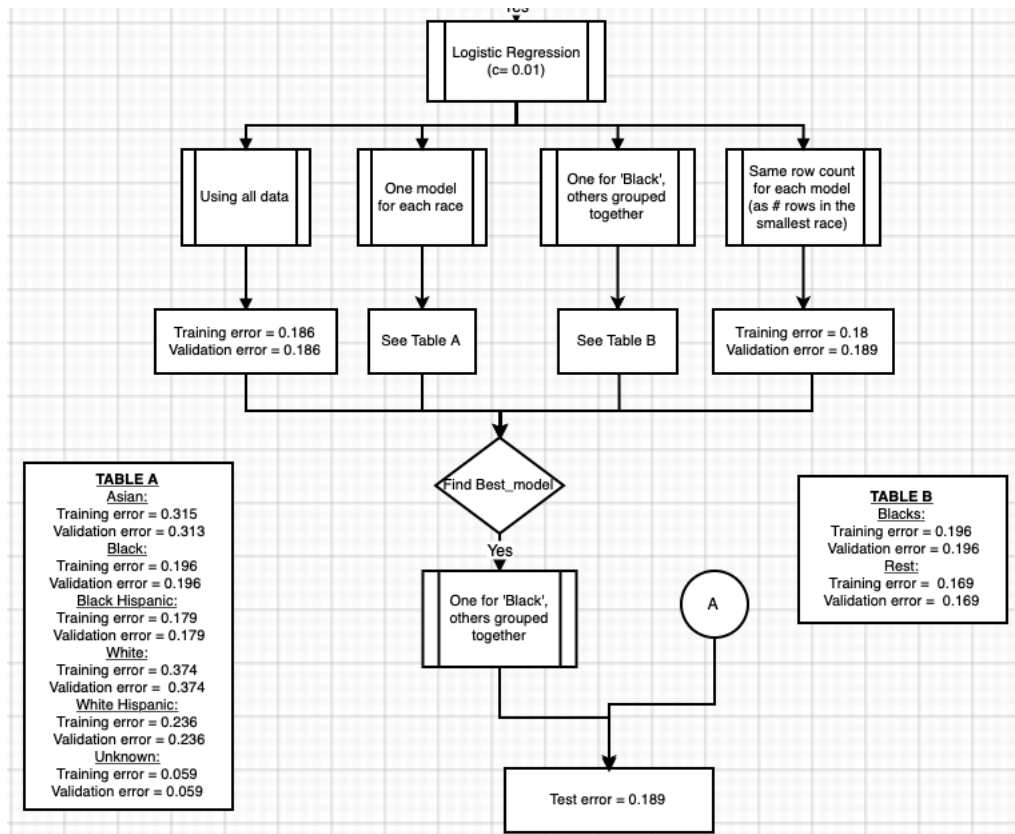 Yes
Logistic Regression
(c= 0.01)
Using all data
One model
for each race
One for 'Black',
others grouped
together
Same row count
for each model
(as # rows in the
smallest race)
Training error = 0.186
Validation error = 0.186
See Table A
See Table B
Training error = 0.18
Validation error = 0.189
Find Best_model
Yes
One for 'Black',
others grouped
together
A
Test error = 0.189
TABLE A
Asian:
Training error = 0.315
Validation error = 0.313
Black:
Training error = 0.196
Validation error = 0.196
Black Hispanic:
Training error = 0.179
Validation error = 0.179
White:
Training error = 0.374
Validation error = 0.374
White Hispanic:
Training error = 0.236
Validation error = 0.236
Unknown:
Training error = 0.059
Validation error = 0.059
TABLE B
Blacks:
Training error = 0.196
Validation error = 0.196
Rest:
Training error = 0.169
Validation error = 0.169